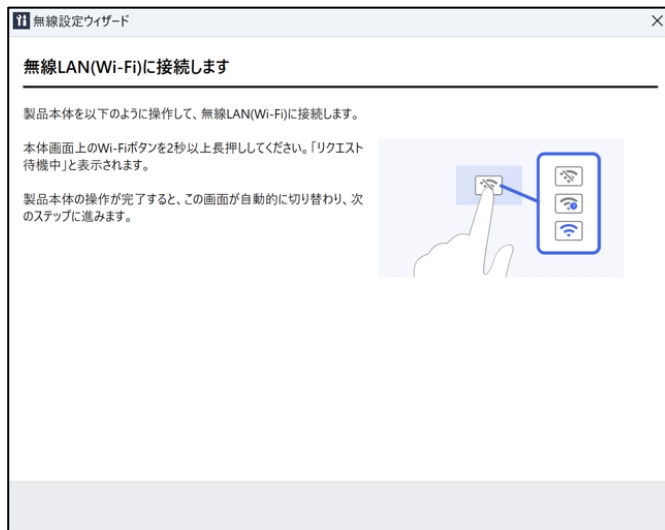 無線設定ウィザード
無線LAN(Wi-Fi)に接続します
製品本体を以下のように操作して、無線LAN(Wi-Fi)に接続します。
本体画面上のWi-Fiボタンを2秒以上長押ししてください。「リクエスト
待機中」と表示されます。
製品本体の操作が完了すると、この画面が自動的に切り替わり、次
のステップに進みます。